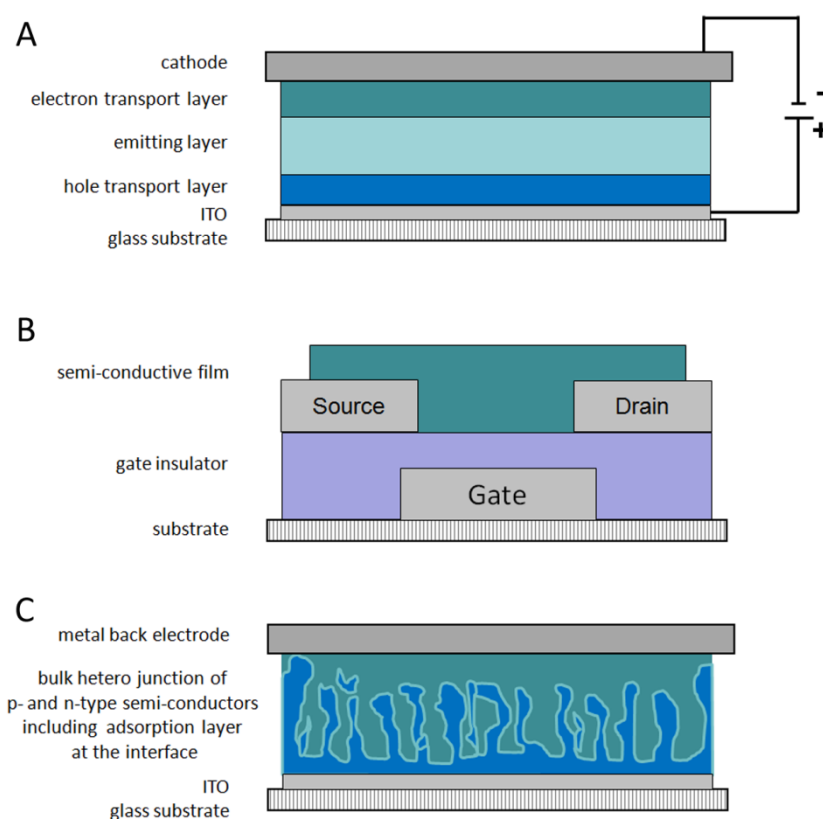 A
cathode
electron transport layer
emitting layer
hole transport layer
ITO
glass substrate
-
+
B
semi-conductive film
Source
Drain
gate insulator
Gate
substrate
C
metal back electrode
bulk hetero junction of
p- and n-type semi-conductors
including adsorption layer
at the interface
ITO
glass substrate